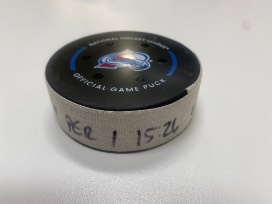 NATIONAL HOCKEY LEAGUE
OFFICIAL GAME PUCK
PER 1 15:26